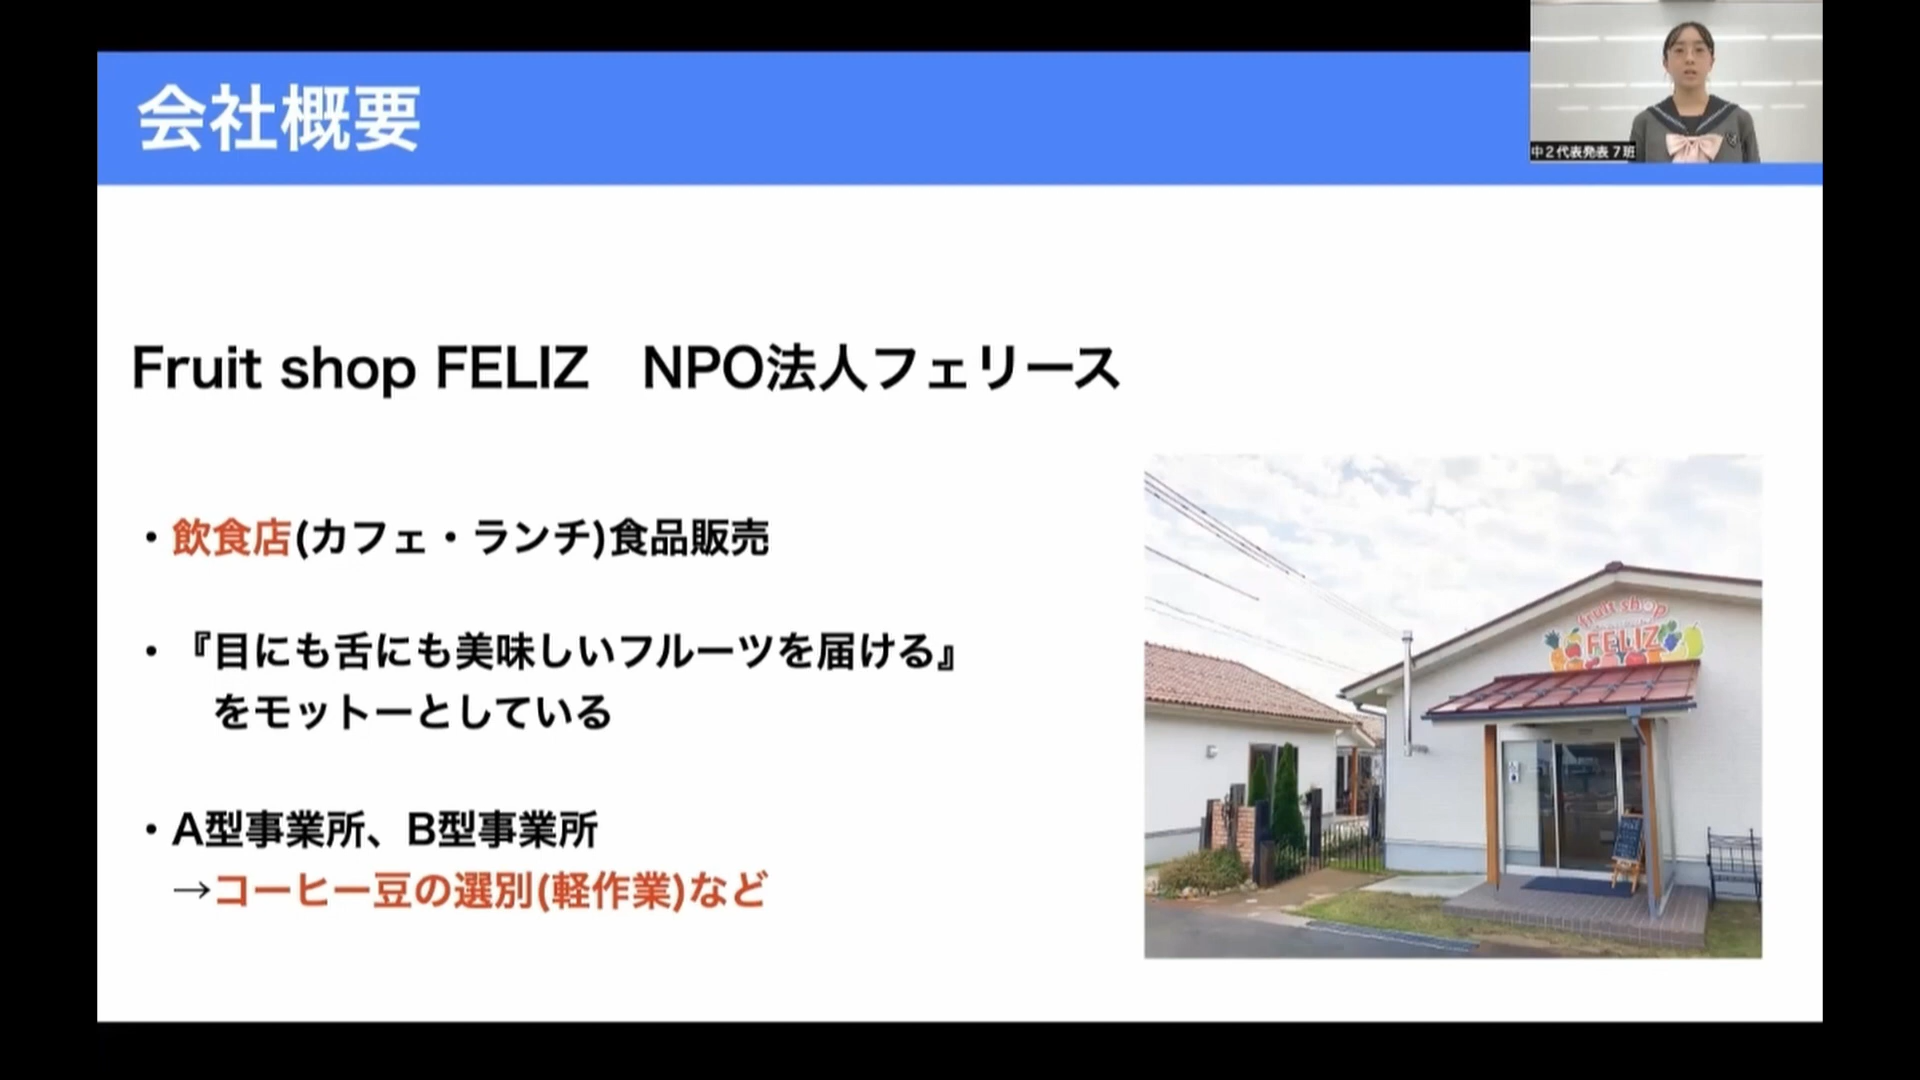 会社概要
中2代表発表7班
Fruit shop FELIZ　NPO法人フェリース
・飲食店(カフェ・ランチ)食品販売
・『目にも舌にも美味しいフルーツを届ける』
をモットーとしている
・A型事業所、B型事業所
→コーヒー豆の選別(軽作業)など
fruit shop
FELIZ